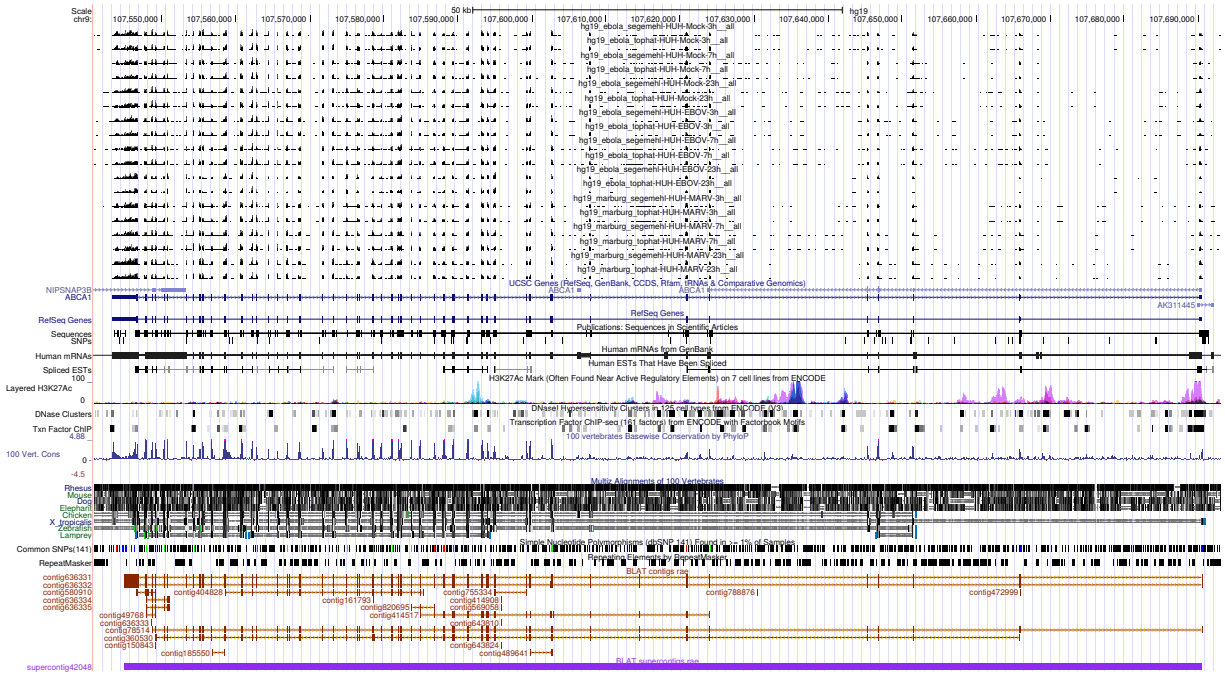 Scale 50 kb hg19
chr9: 107,550,000 107,560,000 107,570,000 107,580,000 107,590,000 107,600,000 107,610,000 107,620,000 107,630,000 107,640,000 107,650,000 107,660,000 107,670,000 107,680,000 107,690,000
hg19_ebola_segemehl-HUH-Mock-3h__all
hg19_ebola_tophat-HUH-Mock-3h__all
hg19_ebola_segemehl-HUH-Mock-7h__all
hg19_ebola_tophat-HUH-Mock-7h__all
hg19_ebola_segemehl-HUH-Mock-23h__all
hg19_ebola_tophat-HUH-Mock-23h__all
hg19_ebola_segemehl-HUH-EBOV-3h__all
hg19_ebola_tophat-HUH-EBOV-3h__all
hg19_ebola_segemehl-HUH-EBOV-7h__all
hg19_ebola_tophat-HUH-EBOV-7h__all
hg19_ebola_segemehl-HUH-EBOV-23h__all
hg19_ebola_tophat-HUH-EBOV-23h__all
hg19_marburg_segemehl-HUH-MARV-3h__all
hg19_marburg_tophat-HUH-MARV-3h__all
hg19_marburg_segemehl-HUH-MARV-7h__all
hg19_marburg_tophat-HUH-MARV-7h__all
hg19_marburg_segemehl-HUH-MARV-23h__all
hg19_marburg_tophat-HUH-MARV-23h__all
UCSC Genes (RefSeq, GenBank, CCDS, Rfam, tRNAs & Comparative Genomics)
NIPSNAP3B ABCA1 ABCA1
ABCA1
AK311445
RefSeq Genes
RefSeq Genes
Publications: Sequences in Scientific Articles
Sequences
SNPs
Human mRNAs from GenBank
Human mRNAs
Human ESTs That Have Been Spliced
Spliced ESTs
H3K27Ac Mark (Often Found Near Active Regulatory Elements) on 7 cell lines from ENCODE
100
Layered H3K27Ac
0
DNaseI Hypersensitivity Clusters in 125 cell types from ENCODE (V3)
DNase Clusters
Transcription Factor ChIP-seq (161 factors) from ENCODE with Factorbook Motifs
Txn Factor ChIP
100 vertebrates Basewise Conservation by PhyloP
4.88
100 Vert. Cons
0
-4.5
Multiz Alignments of 100 Vertebrates
Rhesus
Mouse
Dog
Elephant
Chicken
X_tropicalis
Zebrafish
Lamprey
Simple Nucleotide Polymorphisms (dbSNP 141) Found in >= 1% of Samples
Common SNPs(141)
Repeating Elements by RepeatMasker
RepeatMasker
BLAT contigs rae
contig636331
contig636332
contig580910 contig404828 contig755334 contig788876 contig472999
contig636334 contig161793 contig414908
contig636335 contig820695 contig569058
contig49768 contig414517
contig636333 contig643810
contig78514
contig360530
contig150843 contig643824
contig185550 contig489641
BLAT supercontigs rae
supercontig42048